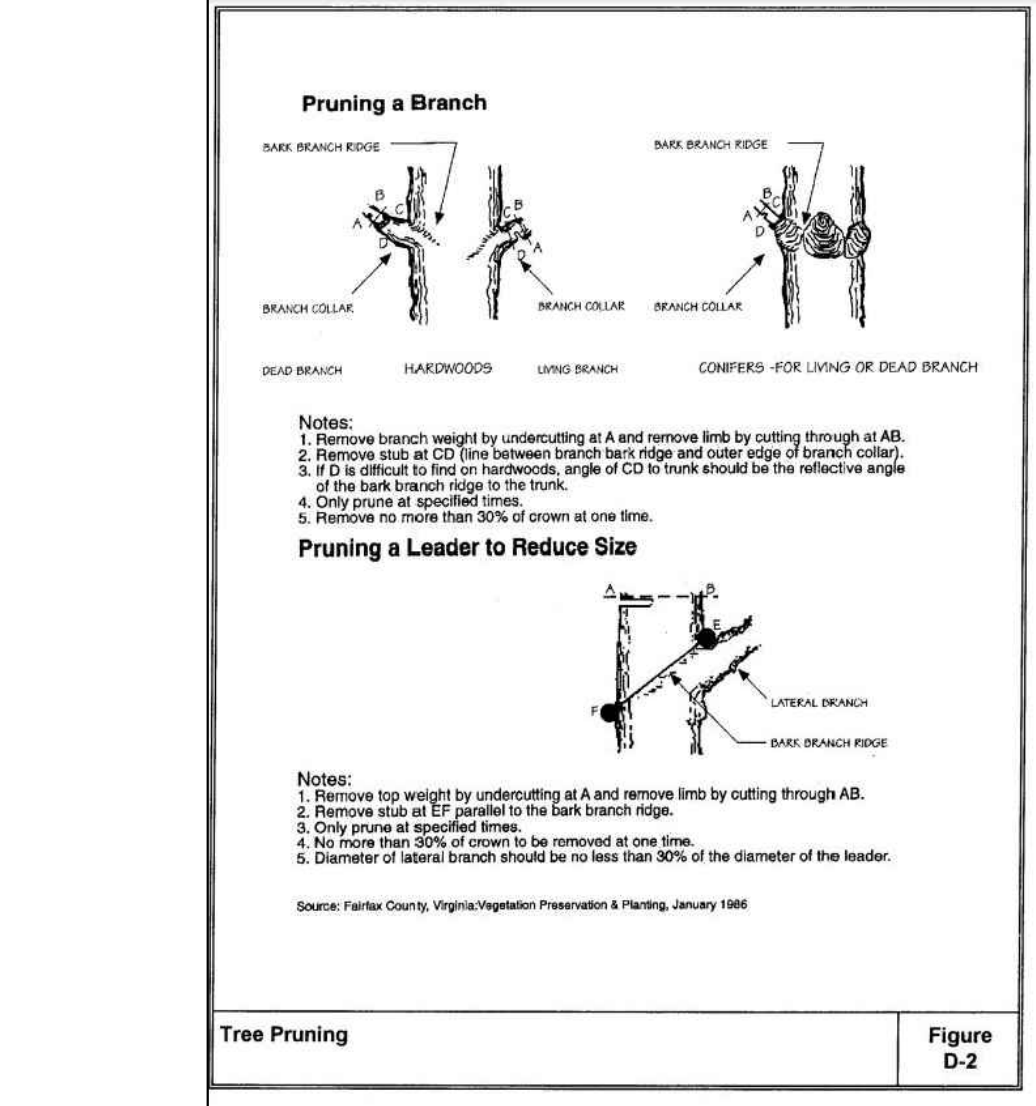 Pruning a Branch
BARK BRANCH RIDGE
BARK BRANCH RIDGE
B
A
C
D
C
B
D
A
B
C
A
D
BRANCH COLLAR
BRANCH COLLAR
BRANCH COLLAR
DEAD BRANCH
HARDWOODS
LIVING BRANCH
CONIFERS -FOR LIVING OR DEAD BRANCH
Notes:
1. Remove branch weight by undercutting at A and remove limb by cutting through at AB.
2. Remove stub at CD (line between branch bark ridge and outer edge of branch collar).
3. If D is difficult to find on hardwoods, angle of CD to trunk should be the reflective angle
of the bark branch ridge to the trunk.
4. Only prune at specified times.
5. Remove no more than 30% of crown at one time.
Pruning a Leader to Reduce Size
A
B
E
F
LATERAL BRANCH
BARK BRANCH RIDGE
Notes:
1. Remove top weight by undercutting at A and remove limb by cutting through AB.
2. Remove stub at EF parallel to the bark branch ridge.
3. Only prune at specified times.
4. No more than 30% of crown to be removed at one time.
5. Diameter of lateral branch should be no less than 30% of the diameter of the leader.
Source: Fairfax County, Virginia:Vegetation Preservation & Planting, January 1986
Tree Pruning
Figure
D-2